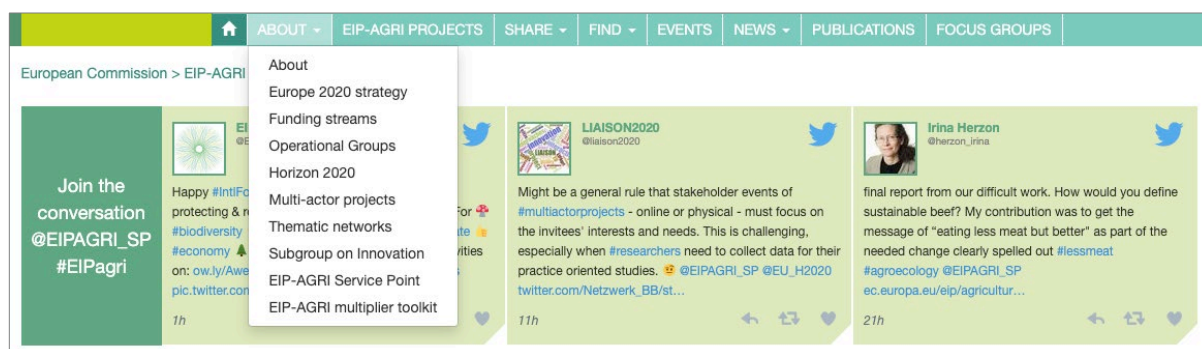 ABOUT EIP-AGRI PROJECTS SHARE FIND EVENTS NEWS PUBLICATIONS FOCUS GROUPS
European Commission > EIP-AGRI
About
Europe 2020 strategy
Funding streams
Operational Groups
Horizon 2020
Multi-actor projects
Thematic networks
Subgroup on Innovation
EIP-AGRI Service Point
EIP-AGRI multiplier toolkit
Join the
conversation
@EIPAGRI_SP
#EIPagri
EI
@E
Happy #IntlFo
protecting & r
For 🌳
#biodiversity
#economy 🌲
on: ow.ly/Awe
pic.twitter.com
1h
LIAISON2020
@liaison2020
Might be a general rule that stakeholder events of
#multiactorprojects - online or physical - must focus on
the invitees' interests and needs. This is challenging,
especially when #researchers need to collect data for their
practice oriented studies. 🤨 @EIPAGRI_SP @EU_H2020
twitter.com/Netzwerk_BB/st…
11h
Irina Herzon
@herzon_irina
final report from our difficult work. How would you define
sustainable beef? My contribution was to get the
message of “eating less meat but better” as part of the
needed change clearly spelled out #lessmeat
#agroecology @EIPAGRI_SP
ec.europa.eu/eip/agricultur…
21h